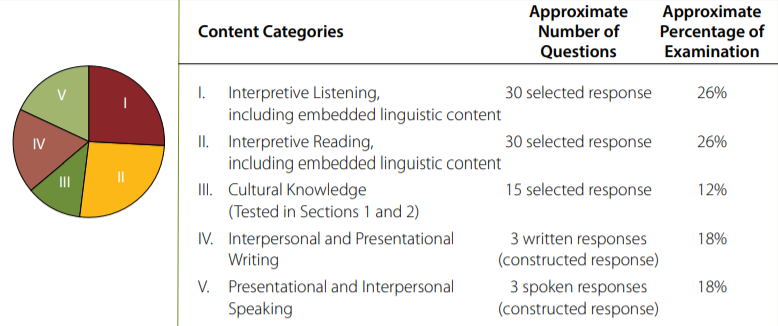 Content Categories
Approximate
Number of
Questions
Approximate
Percentage of
Examination
I
II
III
IV
V
I. Interpretive Listening, 30 selected response 26%
including embedded linguistic content
II. Interpretive Reading, 30 selected response 26%
including embedded linguistic content
III. Cultural Knowledge 15 selected response 12%
(Tested in Sections 1 and 2)
IV. Interpersonal and Presentational 3 written responses 18%
Writing (constructed response)
V. Presentational and Interpersonal 3 spoken responses 18%
Speaking (constructed response)